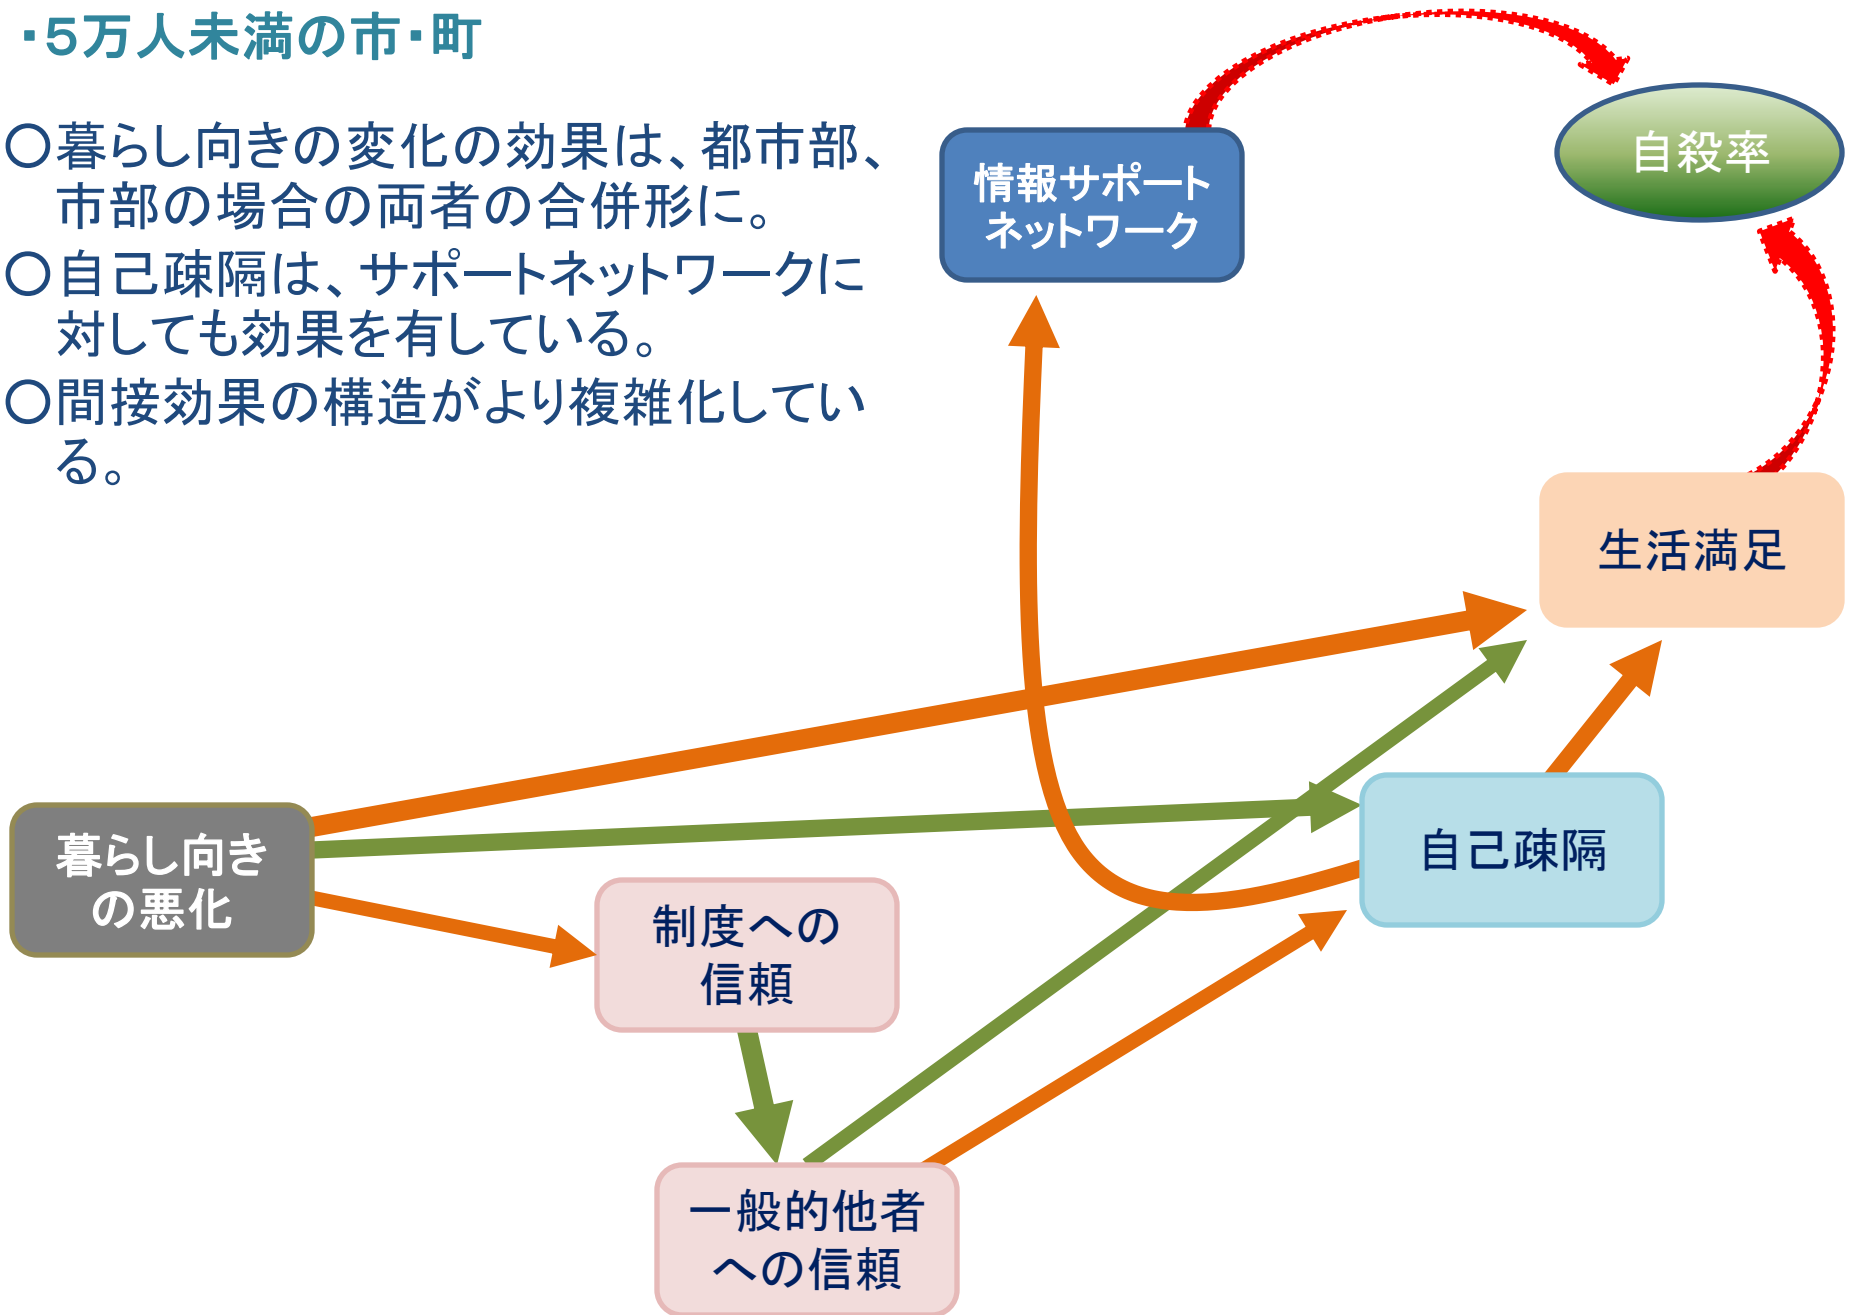 ・5万人未満の市・町
〇暮らし向きの変化の効果は、都市部、
市部の場合の両者の合併形に。
〇自己疎隔は、サポートネットワークに
対しても効果を有している。
〇間接効果の構造がより複雑化してい
る。
情報サポート
ネットワーク
自殺率
生活満足
暮らし向き
の悪化
自己疎隔
制度への
信頼
一般的他者
への信頼